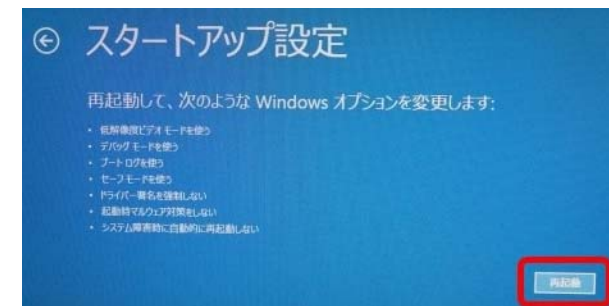 スタートアップ設定
再起動して、次のような Windows オプションを変更します:
• 低解像度ビデオ モードを使う
• デバッグ モードを使う
• ブート ログを使う
• セーフ モードを使う
• ドライバー署名を強制しない
• 起動時マルウェア対策をしない
• システム障害時に自動的に再起動しない
再起動